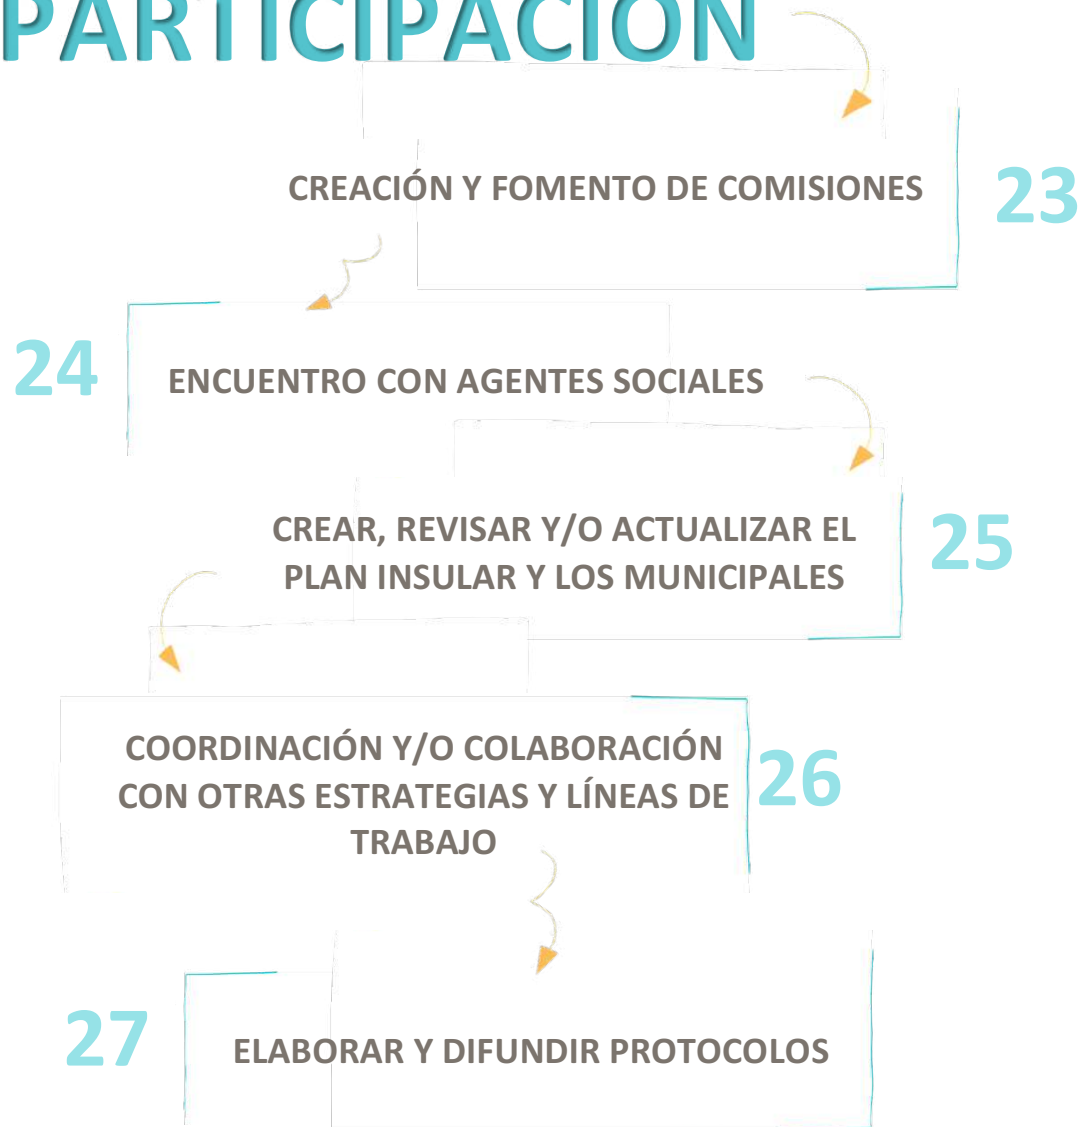 PARTICIPACIÓN
CREACIÓN Y FOMENTO DE COMISIONES
23
24
ENCUENTRO CON AGENTES SOCIALES
CREAR, REVISAR Y/O ACTUALIZAR EL
PLAN INSULAR Y LOS MUNICIPALES
25
COORDINACIÓN Y/O COLABORACIÓN
CON OTRAS ESTRATEGIAS Y LÍNEAS DE
TRABAJO
26
27
ELABORAR Y DIFUNDIR PROTOCOLOS